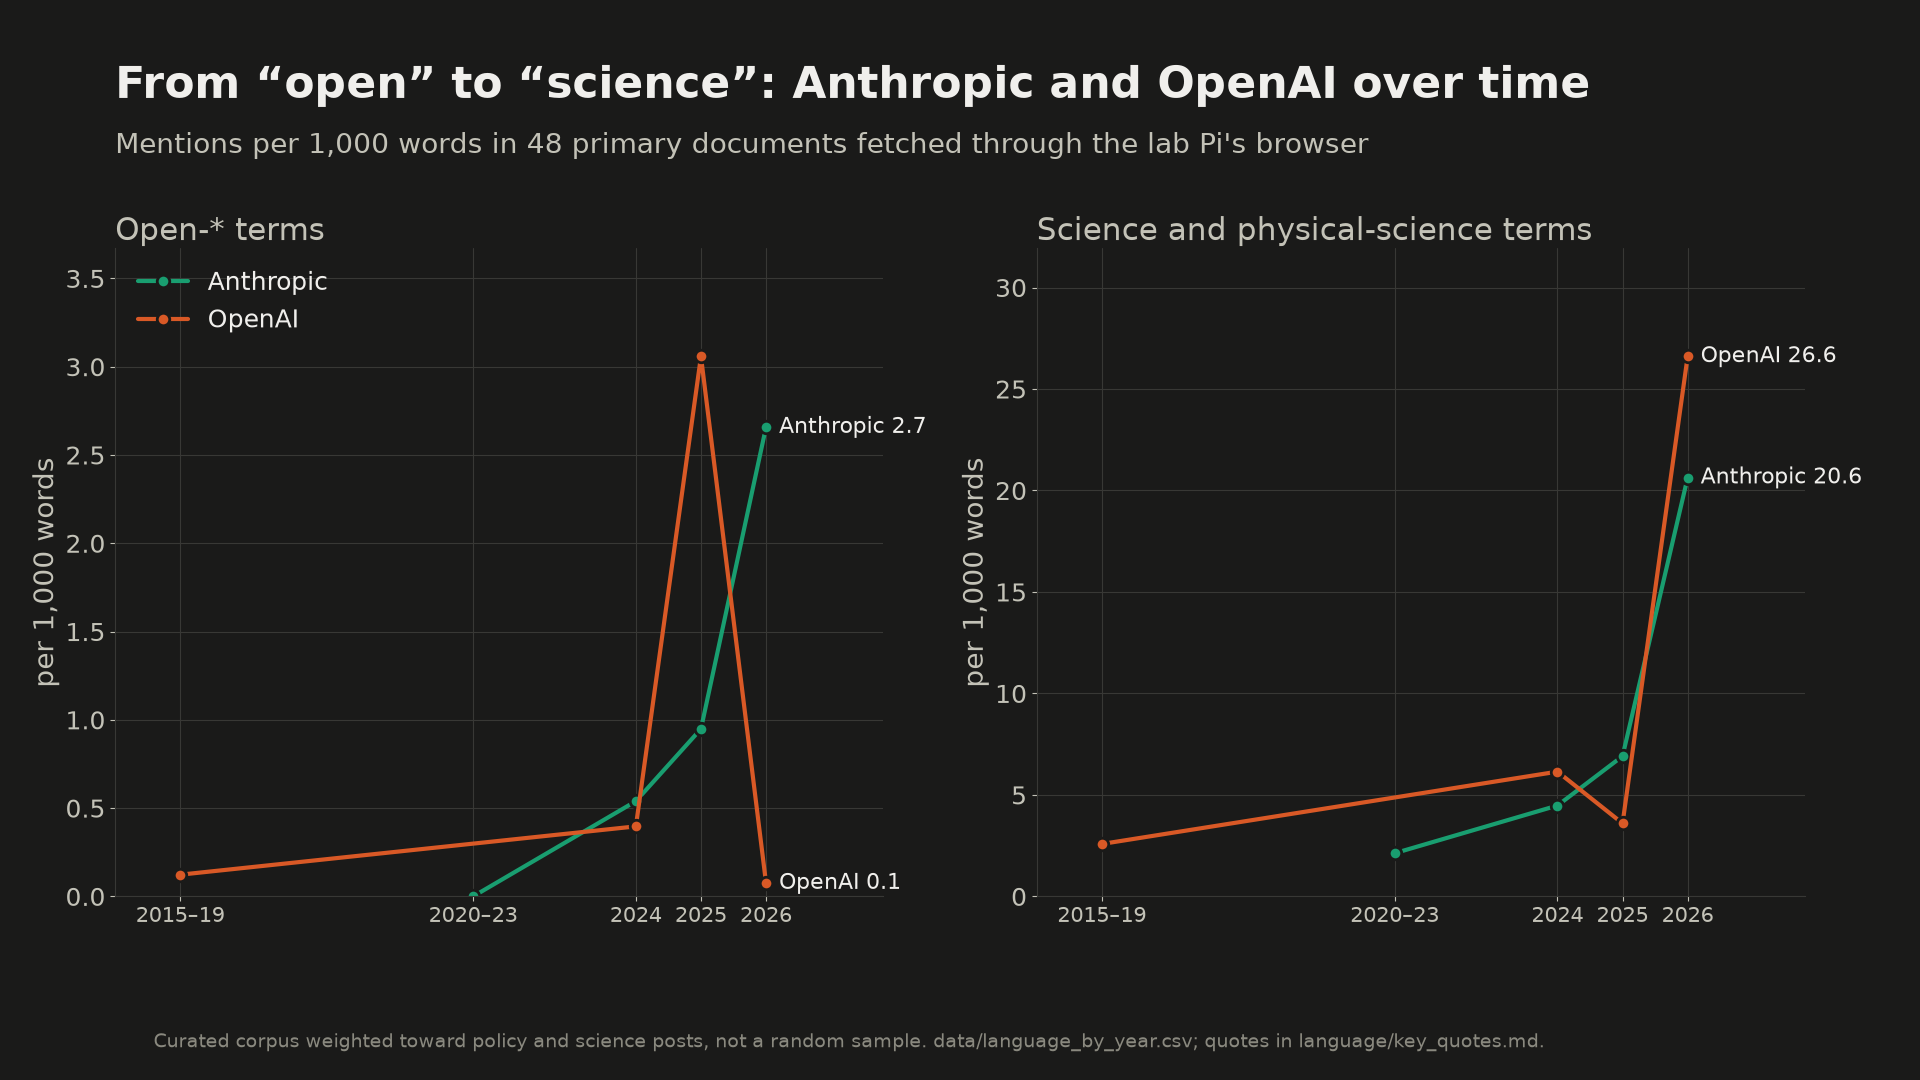 From “open” to “science”: Anthropic and OpenAI over time
Mentions per 1,000 words in 48 primary documents fetched through the lab Pi's browser
Open-* terms
Anthropic
OpenAI
per 1,000 words
3.5
3.0
2.5
2.0
1.5
1.0
0.5
0.0
Anthropic 2.7
OpenAI 0.1
2015–19 2020–23 2024 2025 2026
Science and physical-science terms
per 1,000 words
30
25
20
15
10
5
0
OpenAI 26.6
Anthropic 20.6
2015–19 2020–23 2024 2025 2026
Curated corpus weighted toward policy and science posts, not a random sample. data/language_by_year.csv; quotes in language/key_quotes.md.